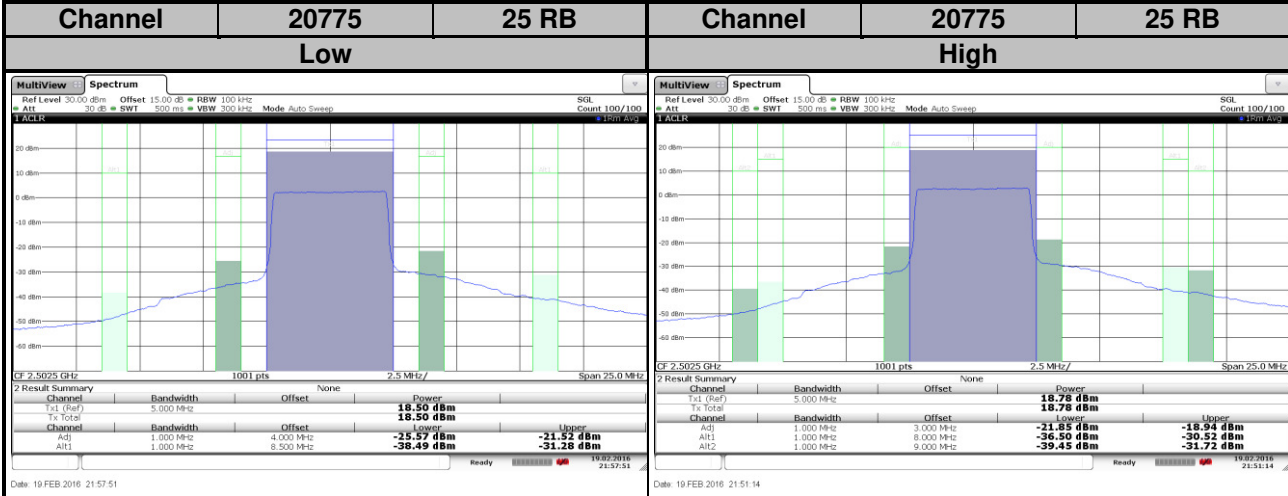 Channel 20775 25 RB Channel 20775 25 RB
Low High
MultiView Spectrum
Ref Level 30.00 dBm Offset 15.00 dB RBW 100 kHz SGL
Att 30 dB SWT 500 ms VBW 300 kHz Mode Auto Sweep Count 100/100
1 ACLR 1Rm Avg
20 dBm
10 dBm
0 dBm
-10 dBm
-20 dBm
-30 dBm
-40 dBm
-50 dBm
-60 dBm
CF 2.5025 GHz 1001 pts 2.5 MHz/ Span 25.0 MHz
2 Result Summary None
Channel Bandwidth Offset Power
Tx1 (Ref) 5.000 MHz 18.50 dBm
Tx Total 18.50 dBm
Channel Bandwidth Offset Lower Upper
Adj 1.000 MHz 4.000 MHz -25.57 dBm -21.52 dBm
Alt1 1.000 MHz 8.500 MHz -38.49 dBm -31.28 dBm
Ready 19.02.2016
21:57:51
Date: 19.FEB.2016 21:57:51
MultiView Spectrum
Ref Level 30.00 dBm Offset 15.00 dB RBW 100 kHz SGL
Att 30 dB SWT 500 ms VBW 300 kHz Mode Auto Sweep Count 100/100
1 ACLR 1Rm Avg
20 dBm
10 dBm
0 dBm
-10 dBm
-20 dBm
-30 dBm
-40 dBm
-50 dBm
-60 dBm
CF 2.5025 GHz 1001 pts 2.5 MHz/ Span 25.0 MHz
2 Result Summary None
Channel Bandwidth Offset Power
Tx1 (Ref) 5.000 MHz 18.78 dBm
Tx Total 18.78 dBm
Channel Bandwidth Offset Lower Upper
Adj 1.000 MHz 3.000 MHz -21.85 dBm -18.94 dBm
Alt1 1.000 MHz 8.000 MHz -36.50 dBm -30.52 dBm
Alt2 1.000 MHz 9.000 MHz -39.45 dBm -31.72 dBm
Ready 19.02.2016
21:51:14
Date: 19.FEB.2016 21:51:14